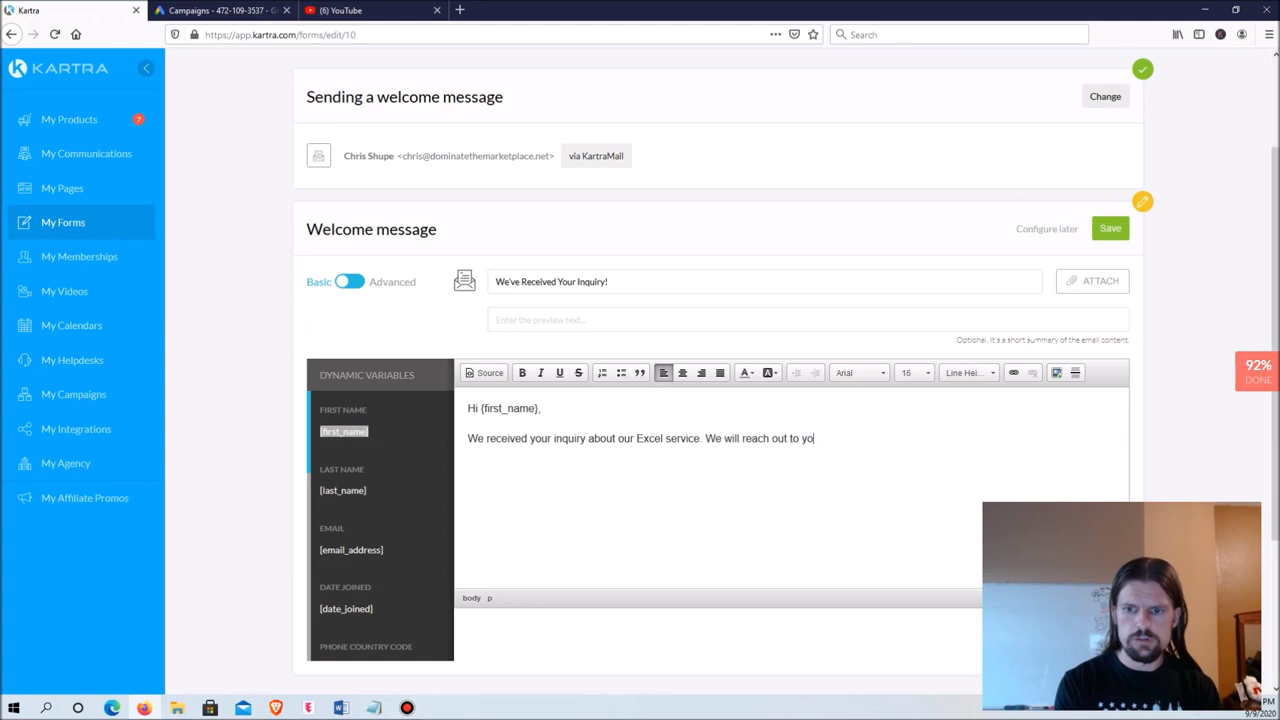 Kartra
Campaigns - 472-109-3537 - G
(6) YouTube
https://app.kartra.com/forms/edit/10
Search
KARTRA
My Products
7
My Communications
My Pages
My Forms
My Memberships
My Videos
My Calendars
My Helpdesks
My Campaigns
My Integrations
My Agency
My Affiliate Promos
Sending a welcome message
Change
Chris Shupe <chris@dominatethemarketplace.net>
via KartraMail
Welcome message
Configure later
Save
Basic
Advanced
We've Received Your Inquiry!
ATTACH
Enter the preview text...
Optional. It's a short summary of the email content.
92%
DONE
DYNAMIC VARIABLES
Source
B I U S
Arial
16
Line Hei...
FIRST NAME
{first_name}
LAST NAME
{last_name}
EMAIL
{email_address}
DATE JOINED
{date_joined}
PHONE COUNTRY CODE
Hi {first_name},
We received your inquiry about our Excel service. We will reach out to yo
body p
PM
9/9/2020